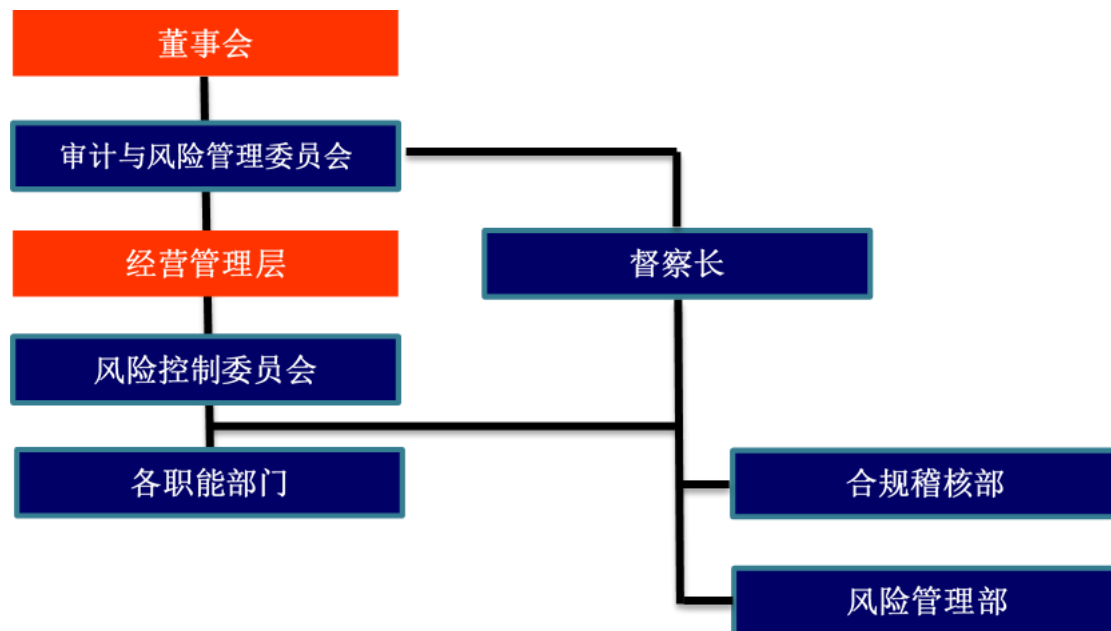 董事会
审计与风险管理委员会
经营管理层
督察长
风险控制委员会
各职能部门
合规稽核部
风险管理部